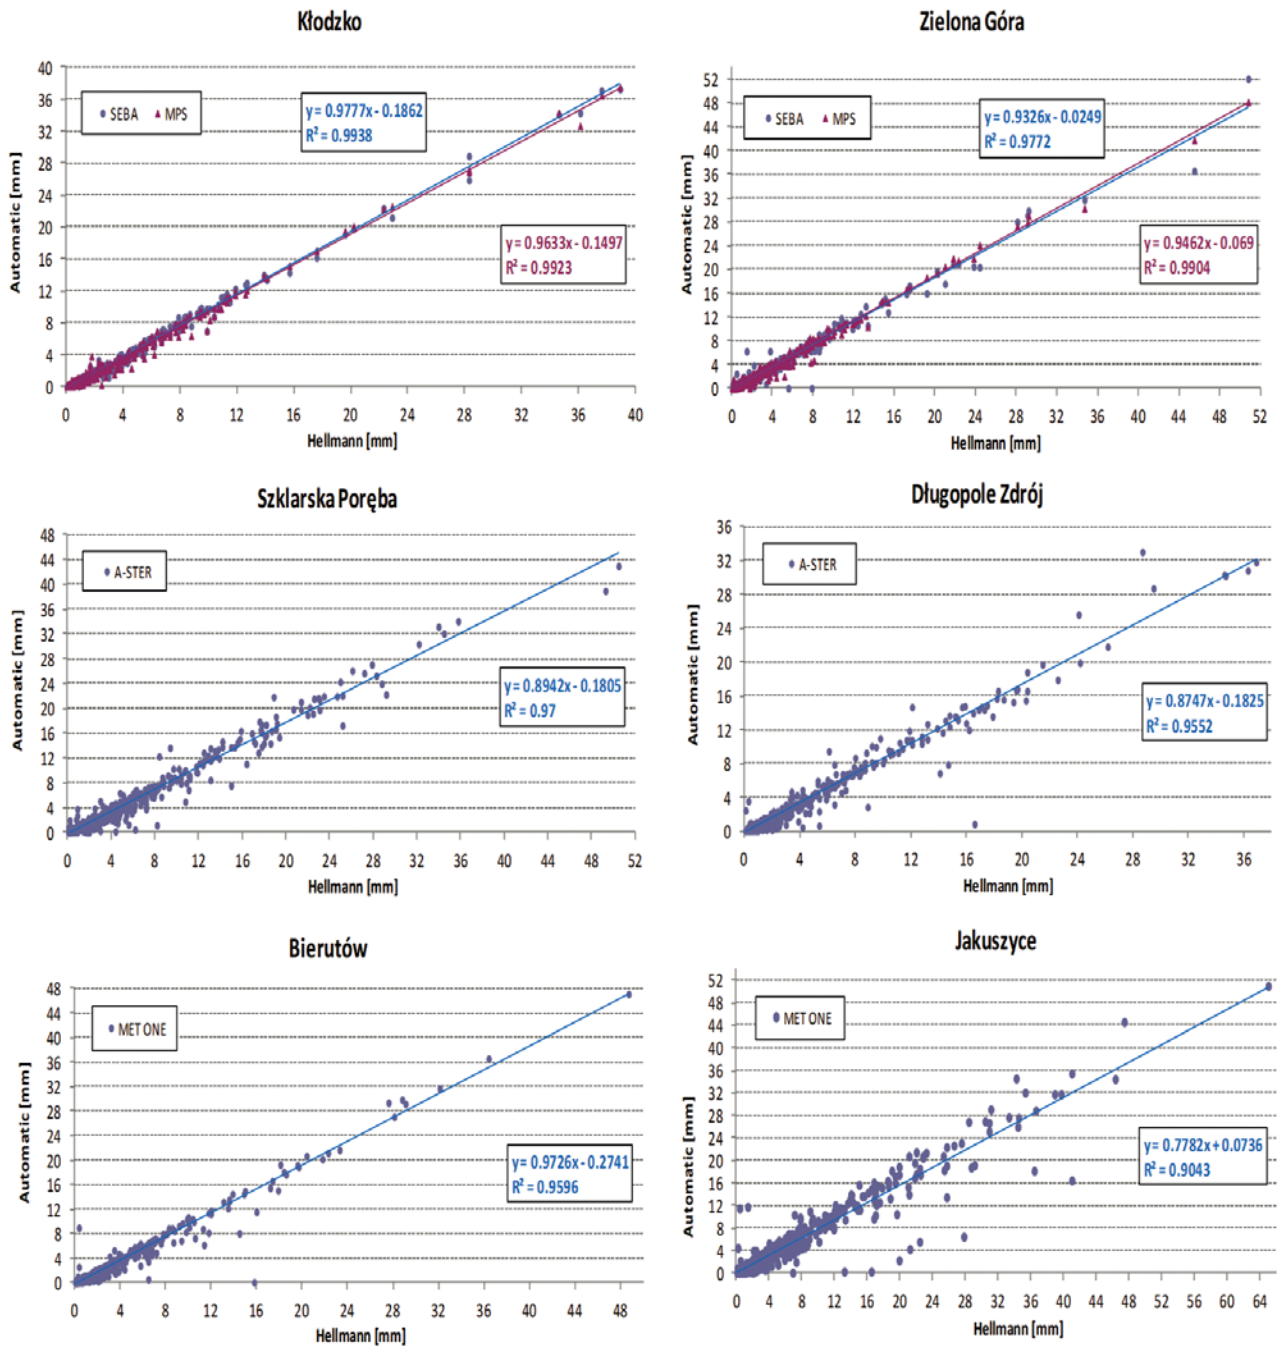 Kłodzko
SEBA MPS
y = 0.9777x - 0.1862
R² = 0.9938
y = 0.9633x - 0.1497
R² = 0.9923
Automatic [mm]
40
36
32
28
24
20
16
12
8
4
0
0 4 8 12 16 20 24 28 32 36 40
Hellmann [mm]
Zielona Góra
SEBA MPS
y = 0.9326x - 0.0249
R² = 0.9772
y = 0.9462x - 0.069
R² = 0.9904
Automatic [mm]
52
48
44
40
36
32
28
24
20
16
12
8
4
0
0 4 8 12 16 20 24 28 32 36 40 44 48 52
Hellmann [mm]
Szklarska Poręba
A-STER
y = 0.8942x - 0.1805
R² = 0.97
Automatic [mm]
48
44
40
36
32
28
24
20
16
12
8
4
0
0 4 8 12 16 20 24 28 32 36 40 44 48 52
Hellmann [mm]
Długopole Zdrój
A-STER
y = 0.8747x - 0.1825
R² = 0.9552
Automatic [mm]
36
32
28
24
20
16
12
8
4
0
0 4 8 12 16 20 24 28 32 36
Hellmann [mm]
Bierutów
MET ONE
y = 0.9726x - 0.2741
R² = 0.9596
Automatic [mm]
48
44
40
36
32
28
24
20
16
12
8
4
0
0 4 8 12 16 20 24 28 32 36 40 44 48
Hellmann [mm]
Jakuszyce
MET ONE
y = 0.7782x + 0.0736
R² = 0.9043
Automatic [mm]
52
48
44
40
36
32
28
24
20
16
12
8
4
0
0 4 8 12 16 20 24 28 32 36 40 44 48 52 56 60 64
Hellmann [mm]